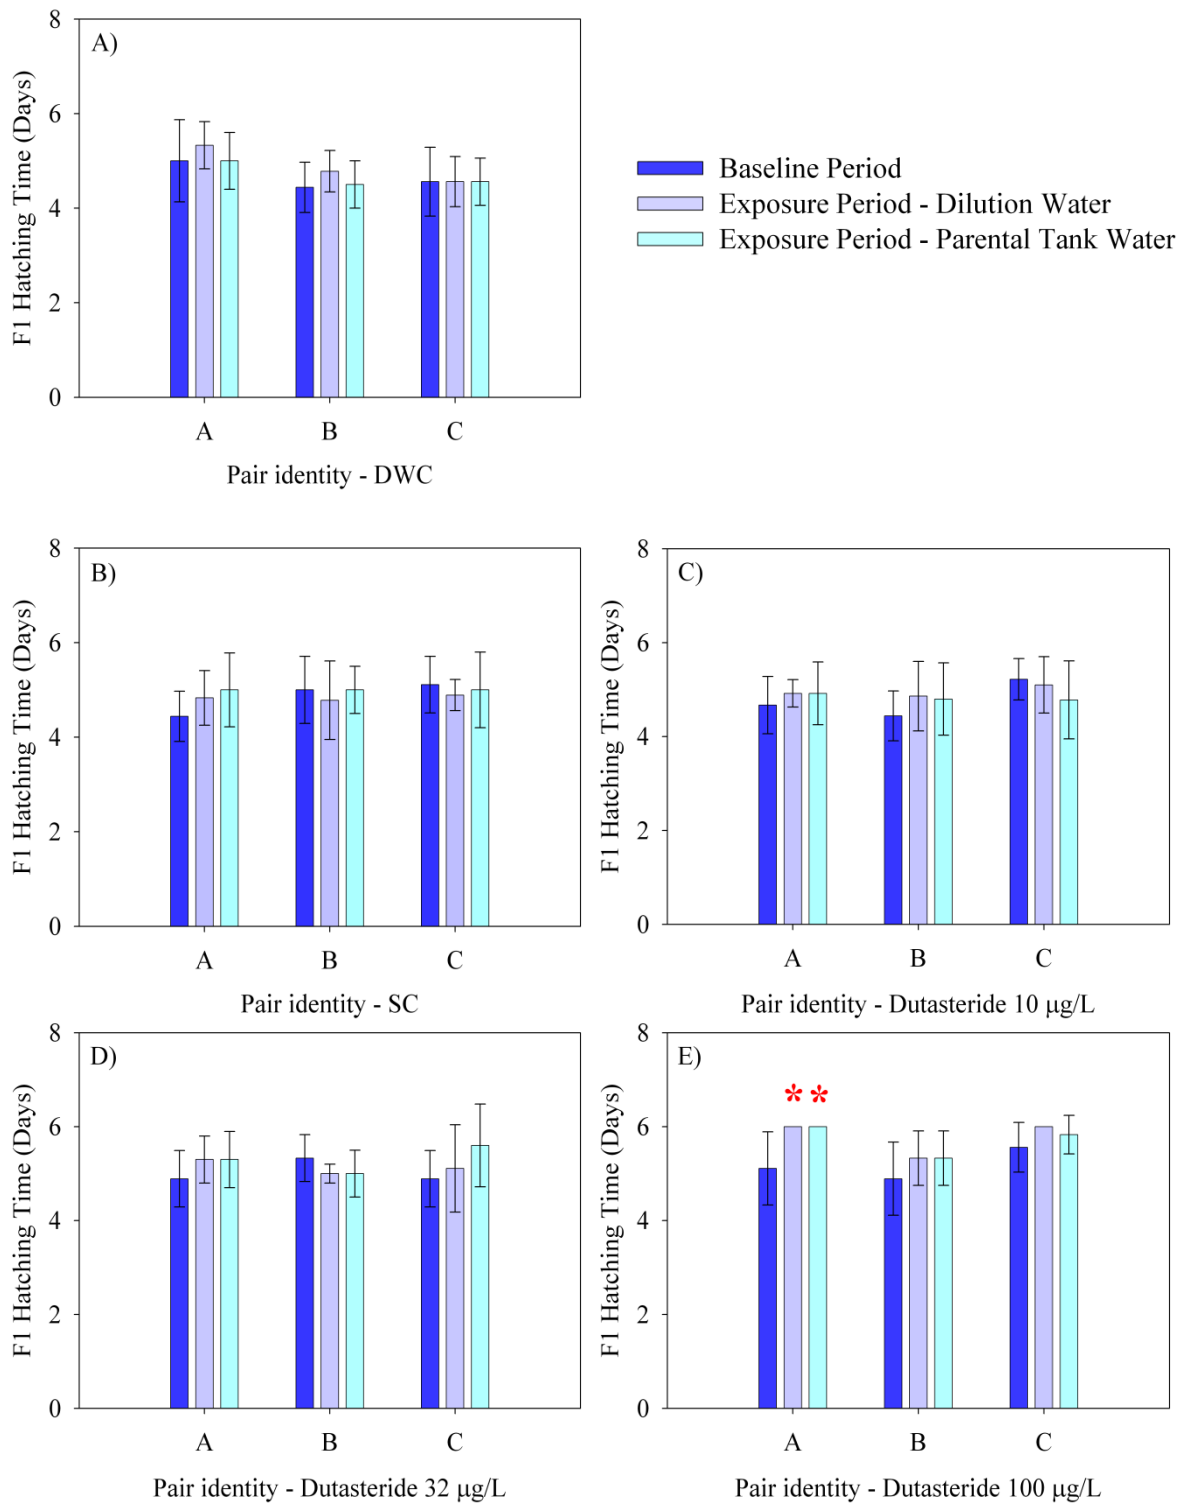 A)
F1 Hatching Time (Days)
8
6
4
2
0
A B C
Pair identity - DWC
Baseline Period
Exposure Period - Dilution Water
Exposure Period - Parental Tank Water
B)
F1 Hatching Time (Days)
8
6
4
2
0
A B C
Pair identity - SC
C)
F1 Hatching Time (Days)
8
6
4
2
0
A B C
Pair identity - Dutasteride 10 µg/L
D)
F1 Hatching Time (Days)
8
6
4
2
0
A B C
Pair identity - Dutasteride 32 µg/L
E)
F1 Hatching Time (Days)
8
6
4
2
0
* *
A B C
Pair identity - Dutasteride 100 µg/L